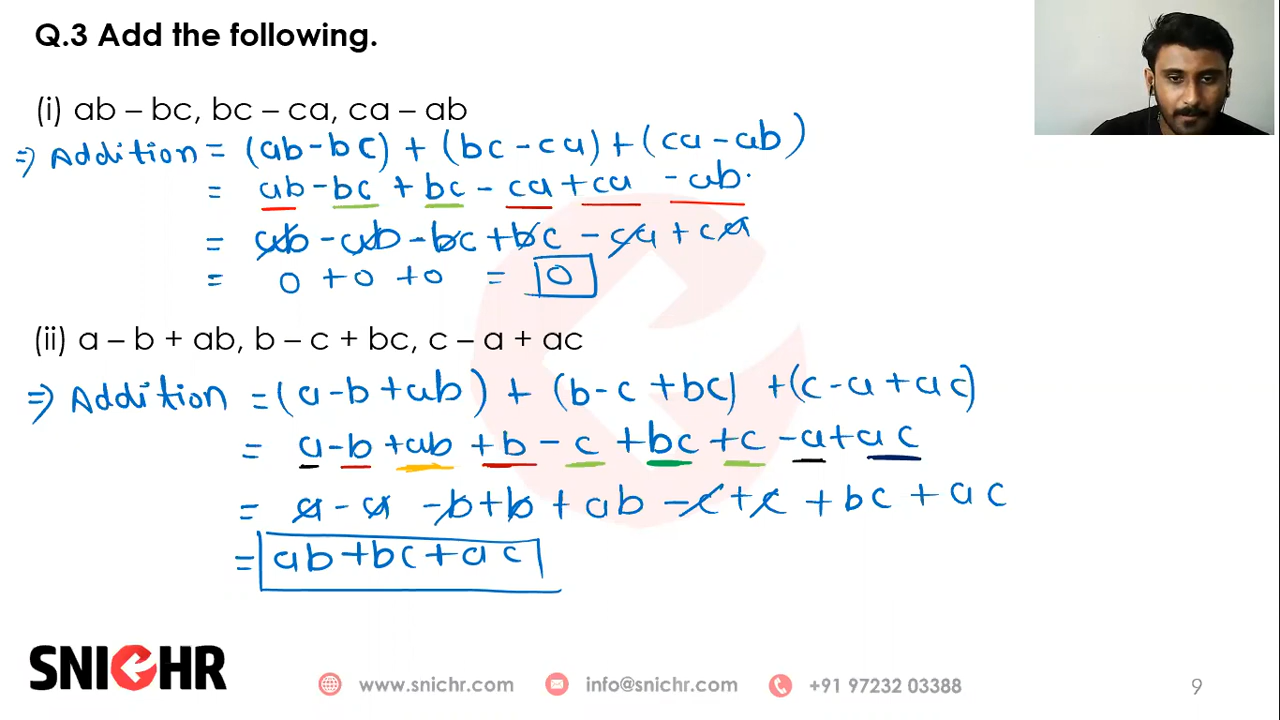 Q.3 Add the following.
(i) ab – bc, bc – ca, ca – ab
⇒ Addition = (ab - bc) + (bc - ca) + (ca - ab)
= ab - bc + bc - ca + ca - ab.
= ab - ab - bc + bc - ca + ca
= 0 + 0 + 0 = 0
(ii) a – b + ab, b – c + bc, c – a + ac
⇒ Addition = (a - b + ab) + (b - c + bc) + (c - a + ac)
= a - b + ab + b - c + bc + c - a + ac
= a - a - b + b + ab - c + c + bc + ac
= ab + bc + ac
SNICHR
www.snichr.com info@snichr.com +91 97232 03388 9